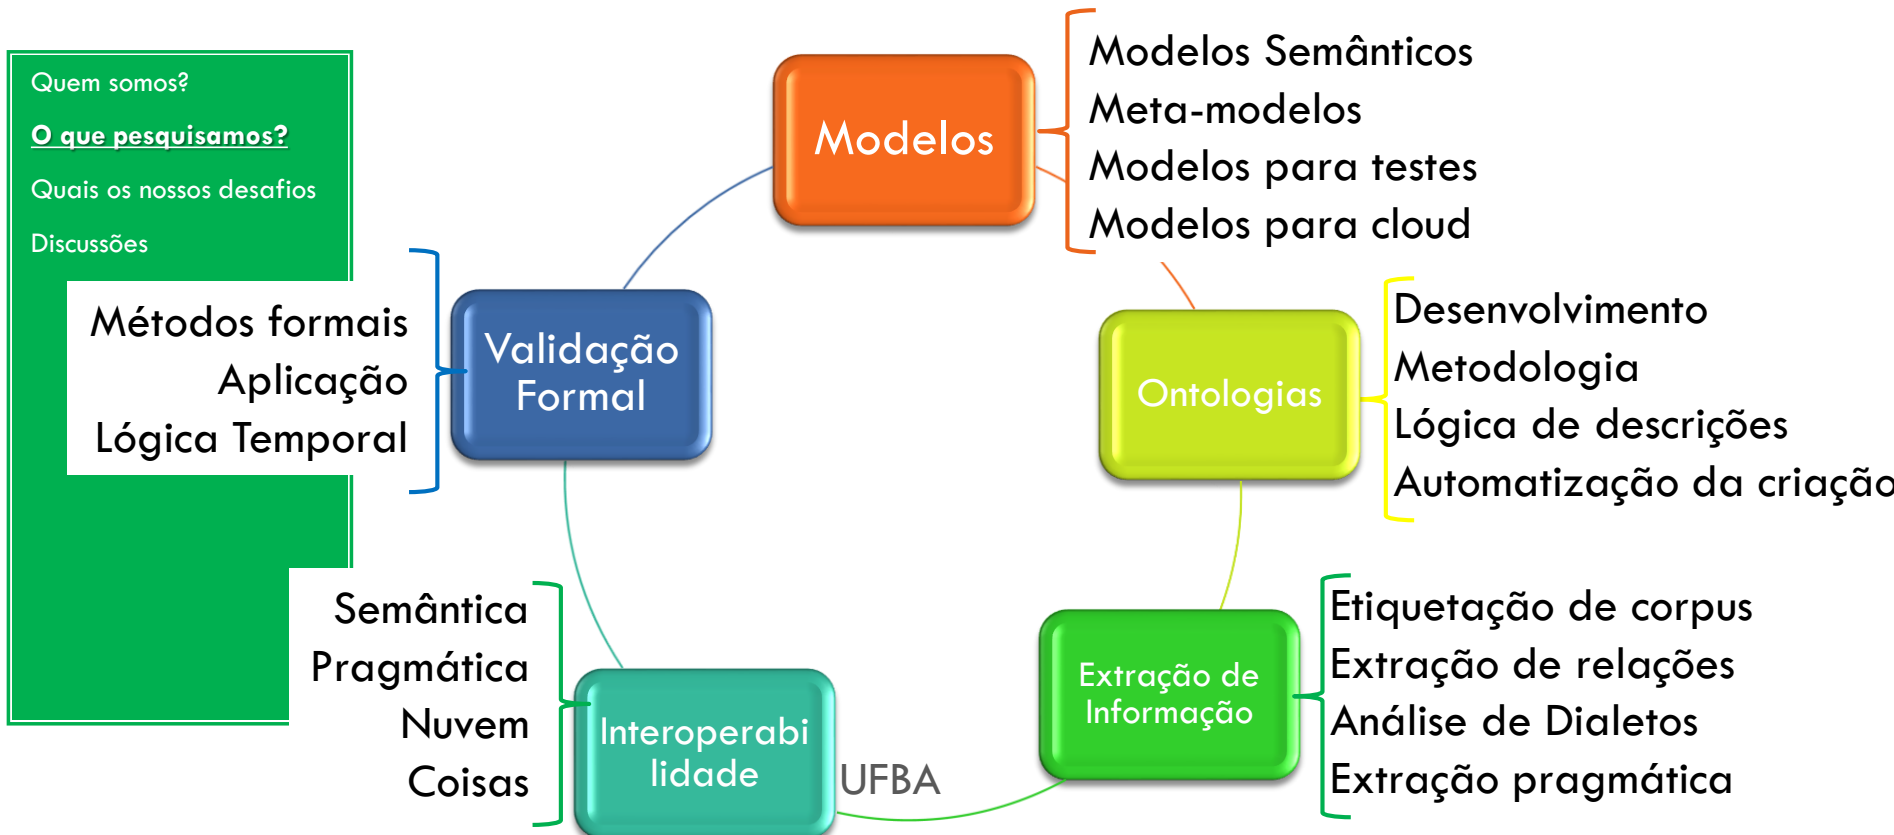 Quem somos?
O que pesquisamos?
Quais os nossos desafios
Discussões
Modelos
Modelos Semânticos
Meta-modelos
Modelos para testes
Modelos para cloud
Métodos formais
Aplicação
Lógica Temporal
Validação
Formal
Ontologias
Desenvolvimento
Metodologia
Lógica de descrições
Automatização da criação
Semântica
Pragmática
Nuvem
Coisas
Interoperabi
lidade
UFBA
Extração de
Informação
Etiquetação de corpus
Extração de relações
Análise de Dialetos
Extração pragmática